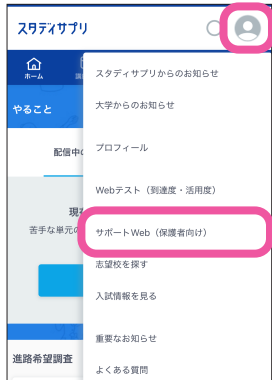 スタディサプリ
ホーム
スタディサプリからのお知らせ
大学からのお知らせ
やること
プロフィール
配信中
Webテスト（到達度・活用度）
現
苦手な単元の
サポートWeb（保護者向け）
志望校を探す
入試情報を見る
重要なお知らせ
進路希望調査
よくある質問